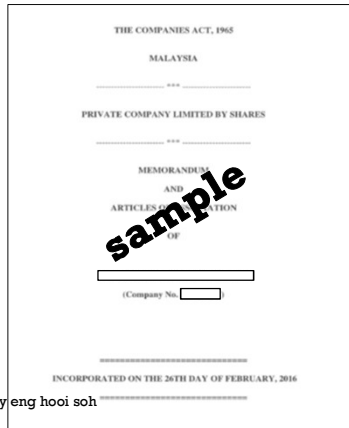 THE COMPANIES ACT, 1965
MALAYSIA
***
PRIVATE COMPANY LIMITED BY SHARES
***
MEMORANDUM
AND
ARTICLES OF ASSOCIATION
OF
sample
(Company No. )
INCORPORATED ON THE 26TH DAY OF FEBRUARY, 2016
y eng hooi soh